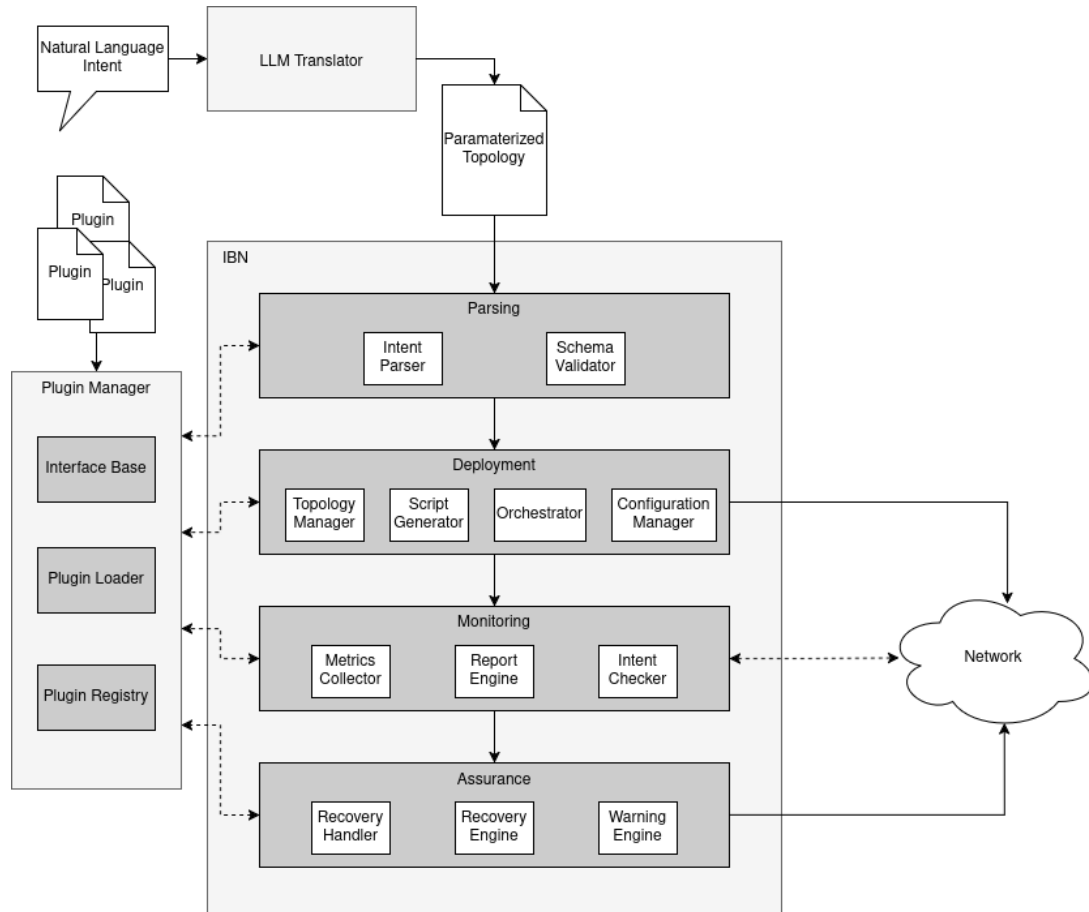 Natural Language
Intent
LLM Translator
Paramaterized
Topology
Plugin
Plugin
Plugin
IBN
Parsing
Intent
Parser
Schema
Validator
Plugin Manager
Interface Base
Plugin Loader
Plugin Registry
Deployment
Topology
Manager
Script
Generator
Orchestrator
Configuration
Manager
Monitoring
Metrics
Collector
Report
Engine
Intent
Checker
Network
Assurance
Recovery
Handler
Recovery
Engine
Warning
Engine